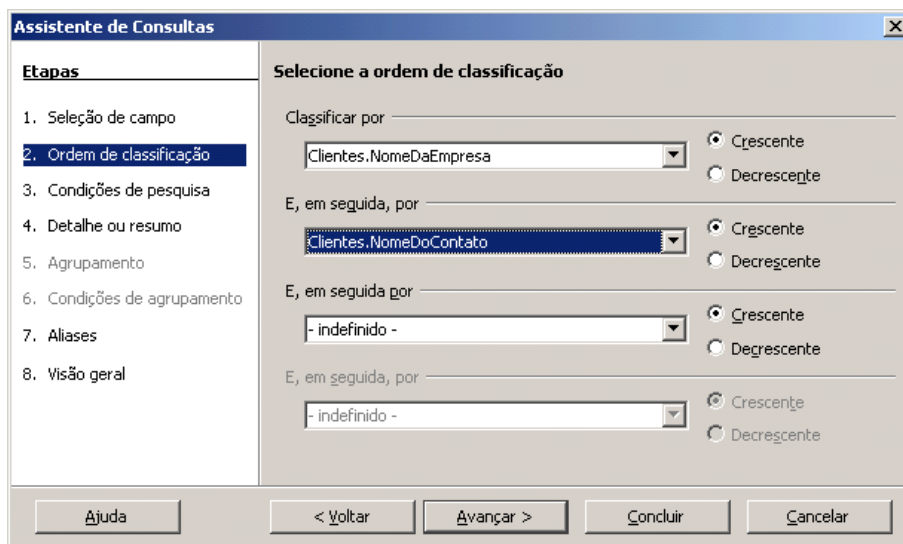 Assistente de Consultas
Etapas
1. Seleção de campo
2. Ordem de classificação
3. Condições de pesquisa
4. Detalhe ou resumo
5. Agrupamento
6. Condições de agrupamento
7. Aliases
8. Visão geral
Selecione a ordem de classificação
Classificar por
Clientes.NomeDaEmpresa
Crescente
Decrescente
E, em seguida, por
Clientes.NomeDoContato
Crescente
Decrescente
E, em seguida por
- indefinido -
Crescente
Decrescente
E, em seguida, por
- indefinido -
Crescente
Decrescente
Ajuda
< Voltar
Avançar >
Concluir
Cancelar